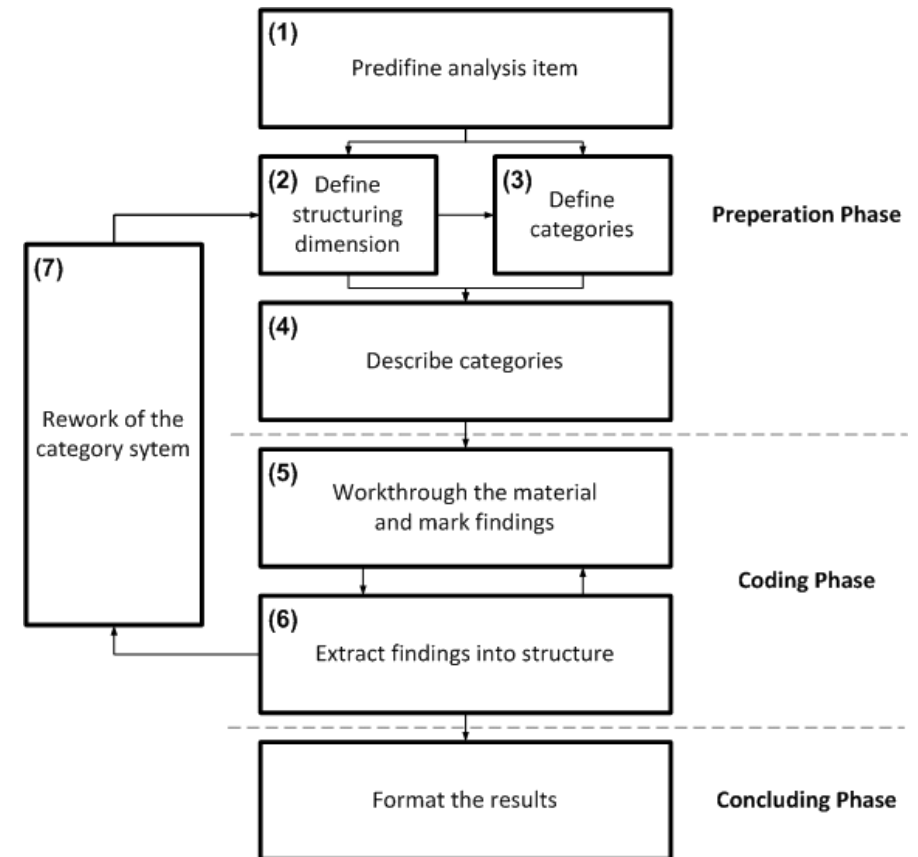 (1)
Predifine analysis item
(2)
Define
structuring
dimension
(3)
Define
categories
Preperation Phase
(7)
Rework of the
category sytem
(4)
Describe categories
(5)
Workthrough the material
and mark findings
Coding Phase
(6)
Extract findings into structure
Format the results
Concluding Phase